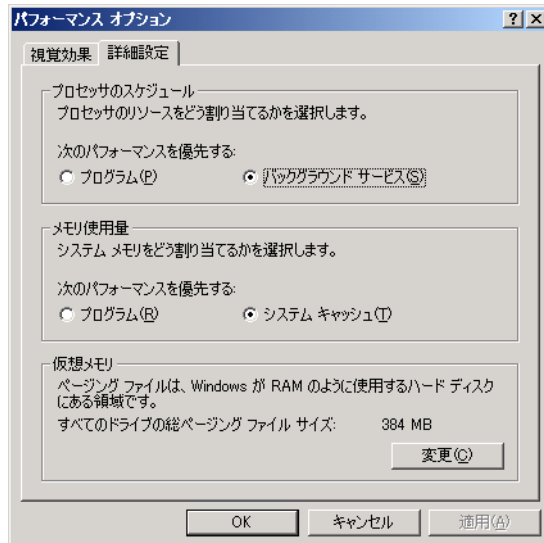 パフォーマンス オプション
視覚効果
詳細設定
プロセッサのスケジュール
プロセッサのリソースをどう割り当てるかを選択します。
次のパフォーマンスを優先する:
プログラム(P)
バックグラウンド サービス(S)
メモリ使用量
システム メモリをどう割り当てるかを選択します。
次のパフォーマンスを優先する:
プログラム(R)
システム キャッシュ(T)
仮想メモリ
ページング ファイルは、Windows が RAM のように使用するハード ディスク
にある領域です。
すべてのドライブの総ページング ファイル サイズ: 384 MB
変更(C)
OK
キャンセル
適用(A)